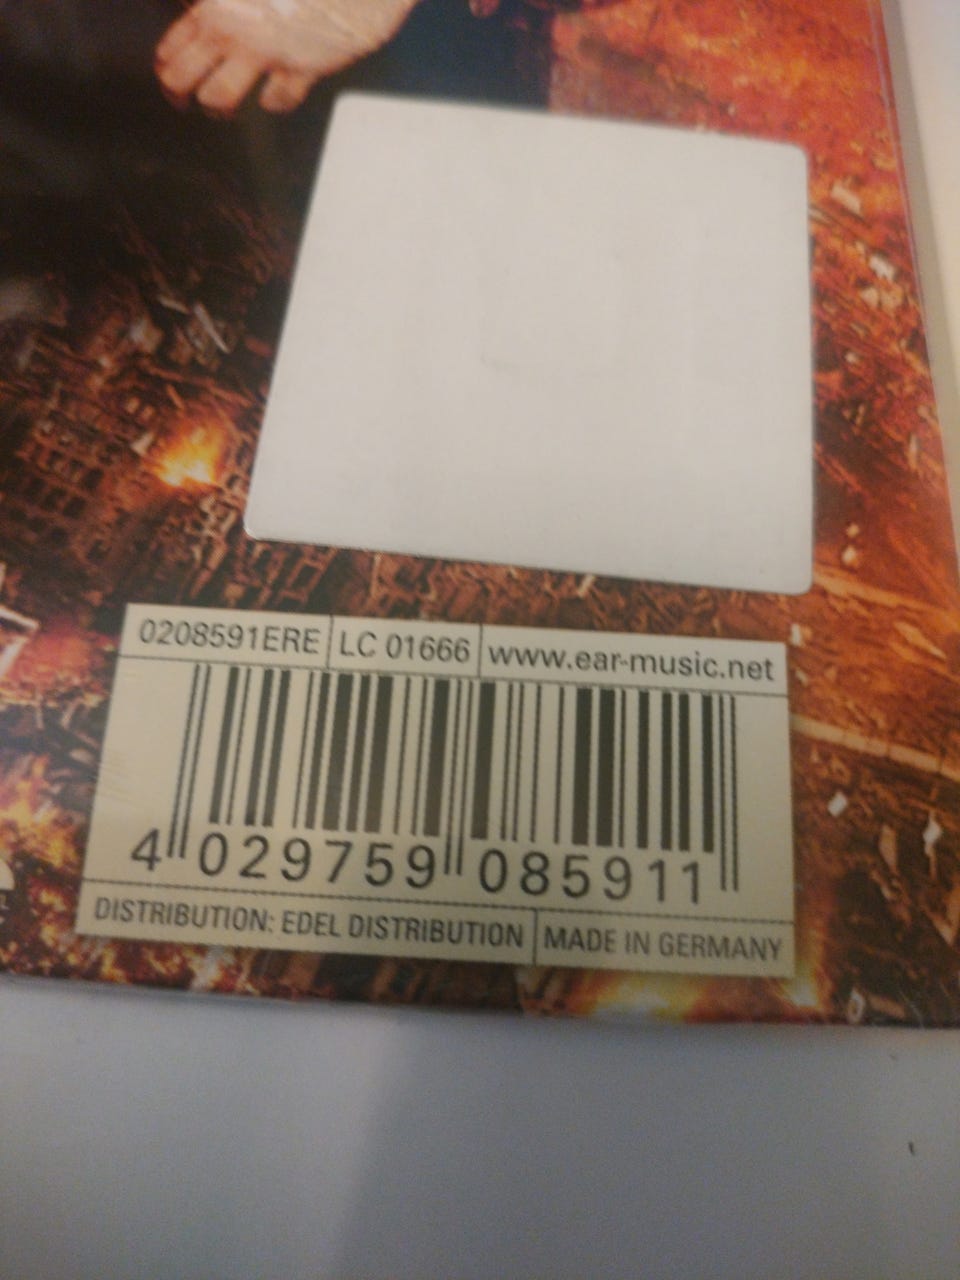 0208591ERE LC 01666 www.ear-music.net
4 029759 085911
DISTRIBUTION: EDEL DISTRIBUTION MADE IN GERMANY